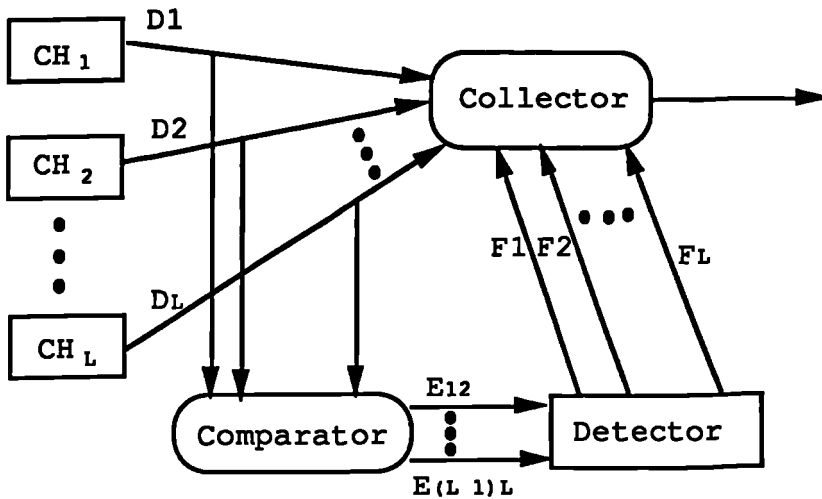 D1
CH 1
Collector
D2
CH 2
F1 F2
FL
DL
CH L
E12
Comparator
Detector
E(L 1)L